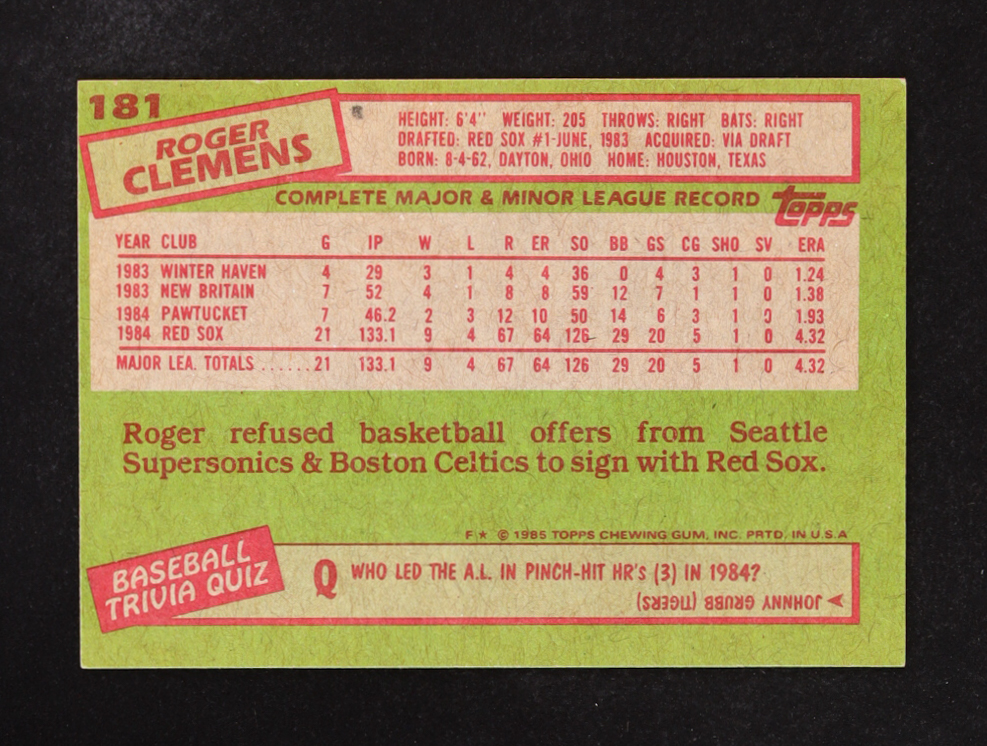 181
ROGER
CLEMENS
HEIGHT: 6'4" WEIGHT: 205 THROWS: RIGHT BATS: RIGHT
DRAFTED: RED SOX #1-JUNE, 1983 ACQUIRED: VIA DRAFT
BORN: 8-4-62, DAYTON, OHIO HOME: HOUSTON, TEXAS
COMPLETE MAJOR & MINOR LEAGUE RECORD topps
YEAR CLUB G IP W L R ER SO BB GS CG SHO SV ERA
1983 WINTER HAVEN 4 29 3 1 4 4 36 0 4 3 1 0 1.24
1983 NEW BRITAIN 7 52 4 1 8 8 59 12 7 1 1 0 1.38
1984 PAWTUCKET 7 46.2 2 3 12 10 50 14 6 3 1 0 1.93
1984 RED SOX 21 133.1 9 4 67 64 126 29 20 5 1 0 4.32
MAJOR LEA. TOTALS ...... 21 133.1 9 4 67 64 126 29 20 5 1 0 4.32
Roger refused basketball offers from Seattle
Supersonics & Boston Celtics to sign with Red Sox.
F★ © 1985 TOPPS CHEWING GUM, INC. PRTD. IN U.S.A
BASEBALL
TRIVIA QUIZ
Q WHO LED THE A.L. IN PINCH-HIT HR'S (3) IN 1984?
JOHNNY GRUBB (TIGERS)